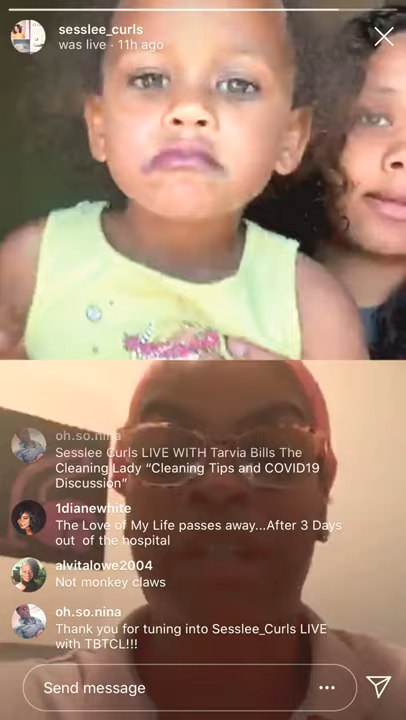 sesslee_curls
was live · 11h ago
oh.so.nina
Sesslee Curls LIVE WITH Tarvia Bills The
Cleaning Lady “Cleaning Tips and COVID19
Discussion”
1dianewhite
The Love of My Life passes away...After 3 Days
out of the hospital
alvitalowe2004
Not monkey claws
oh.so.nina
Thank you for tuning into Sesslee_Curls LIVE
with TBTCL!!!
Send message